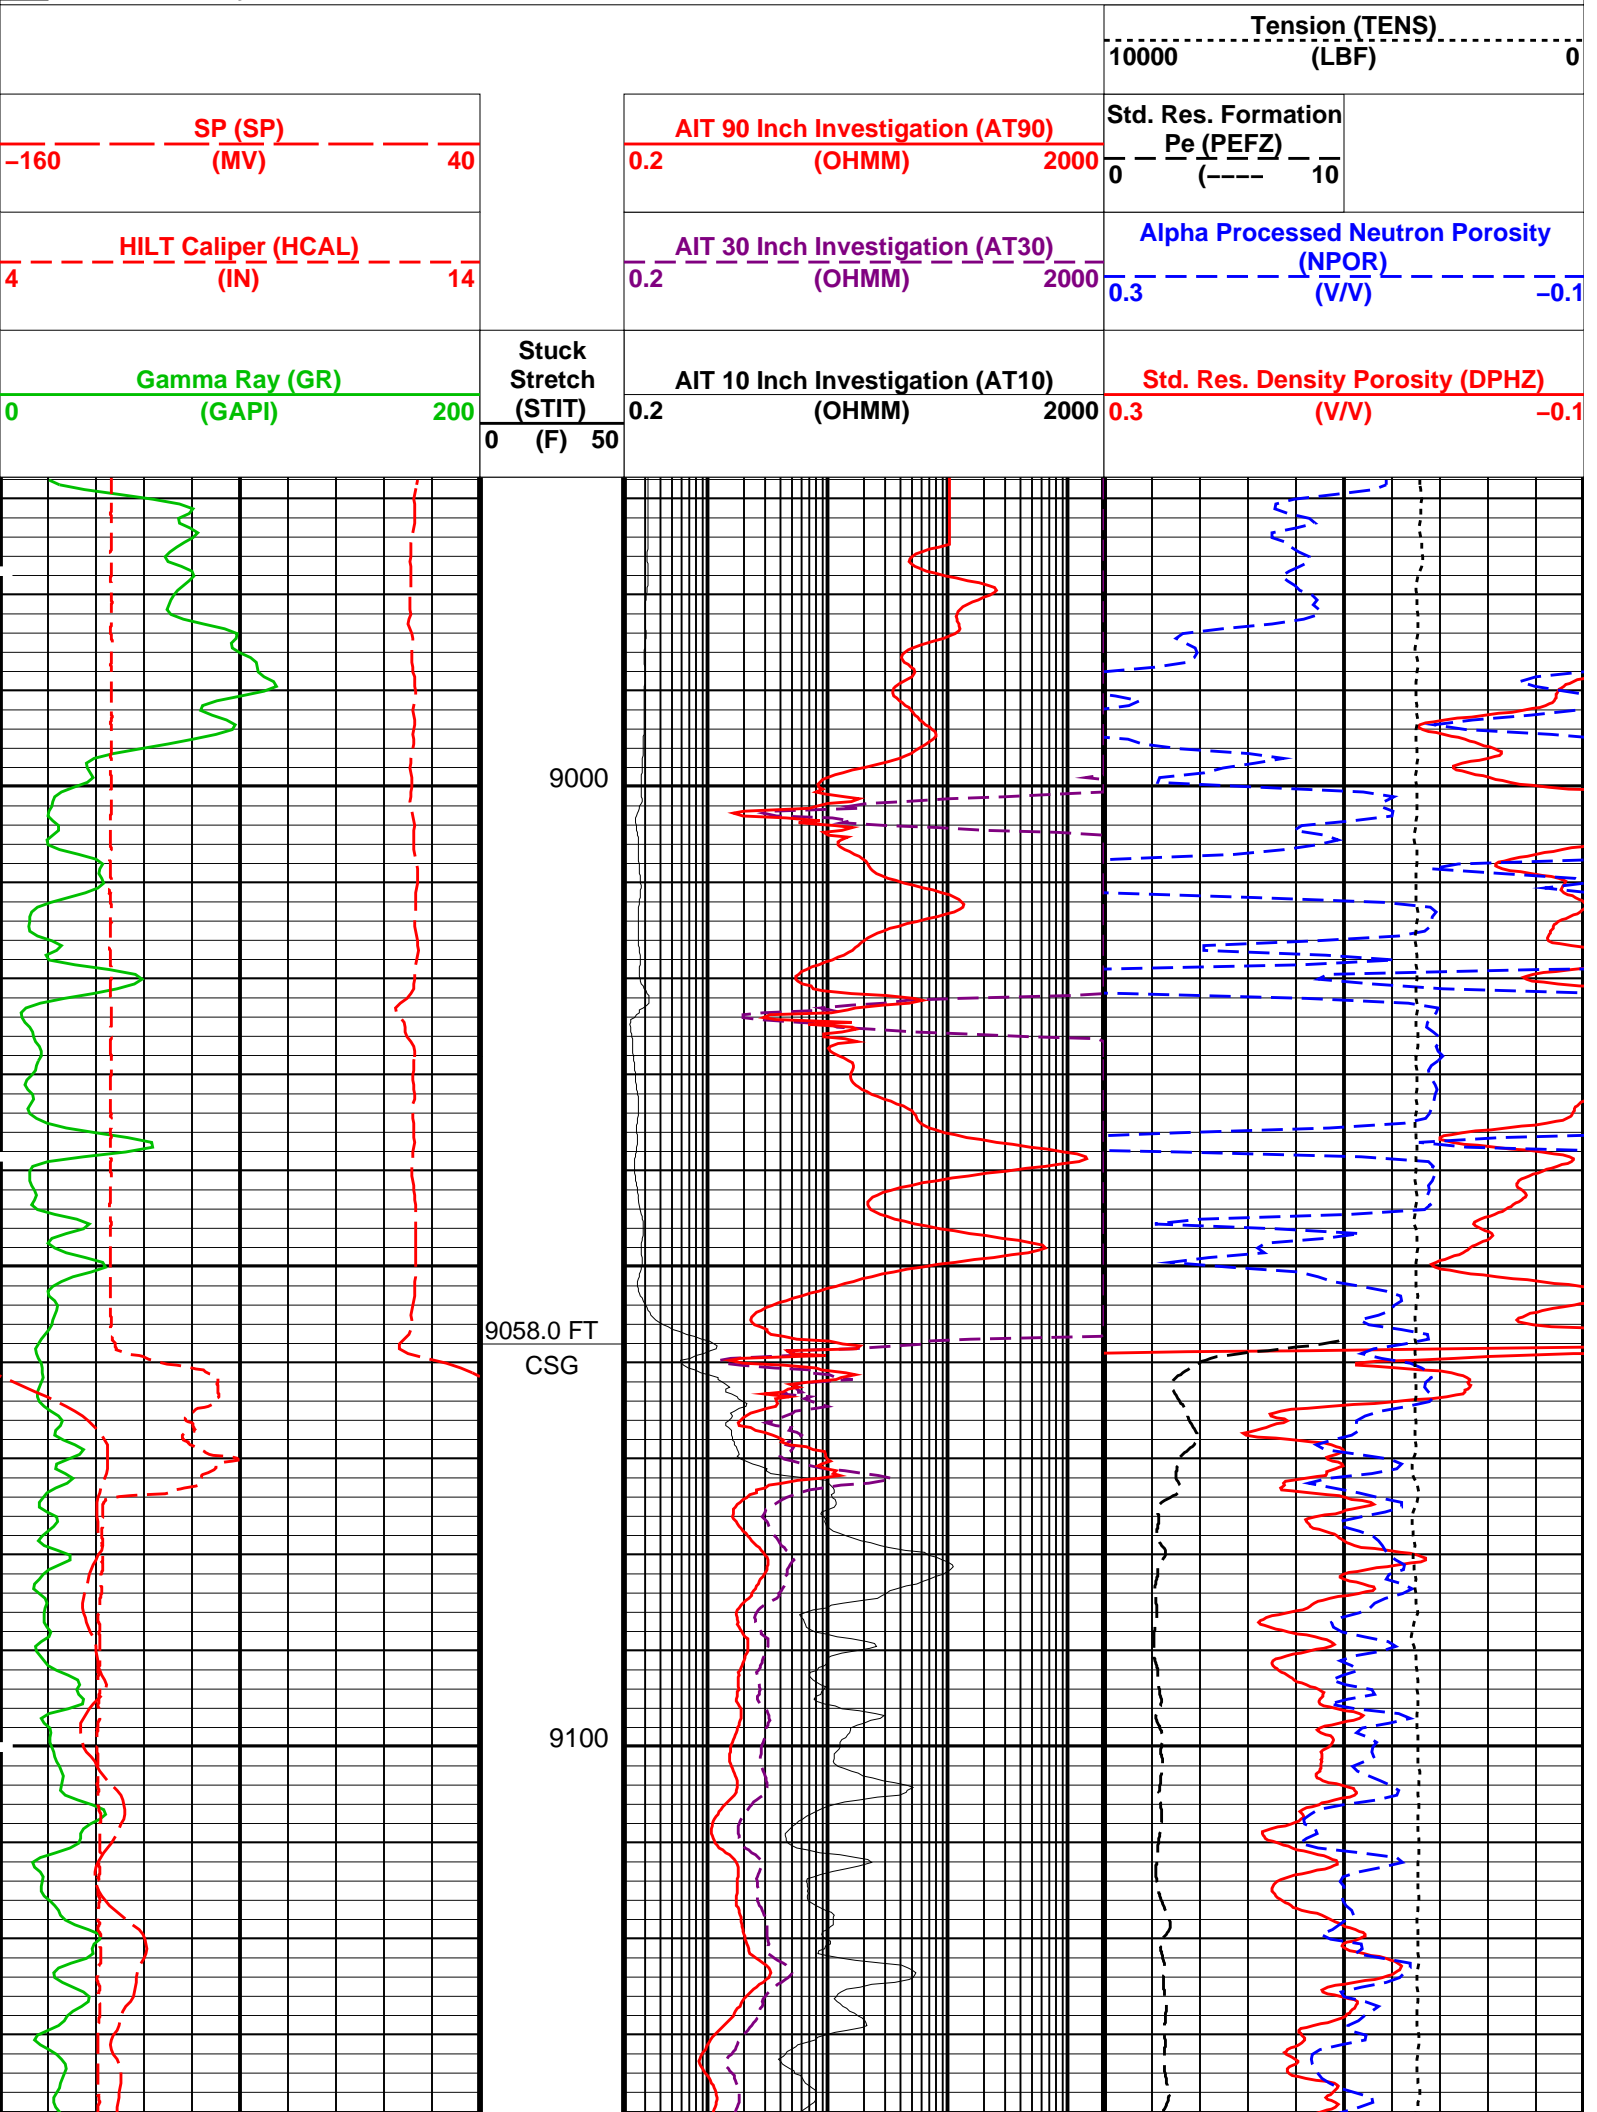 Tension (TENS)
10000 (LBF) 0
SP (SP)
–160 (MV) 40
AIT 90 Inch Investigation (AT90)
0.2 (OHMM) 2000
Std. Res. Formation
Pe (PEFZ)
0 (–––– 10
HILT Caliper (HCAL)
4 (IN) 14
AIT 30 Inch Investigation (AT30)
0.2 (OHMM) 2000
Alpha Processed Neutron Porosity
(NPOR)
0.3 (V/V) –0.1
Gamma Ray (GR)
0 (GAPI) 200
Stuck
Stretch
(STIT)
0 (F) 50
AIT 10 Inch Investigation (AT10)
0.2 (OHMM) 2000
Std. Res. Density Porosity (DPHZ)
0.3 (V/V) –0.1
9000
9058.0 FT
CSG
9100